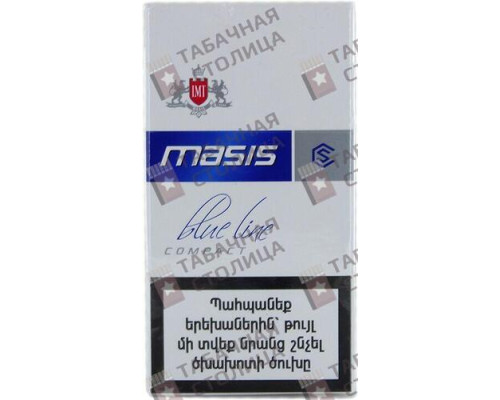 ТАБАЧНАЯ
СТОЛИЦА
IMT
masis
blue line
COMPACT
Պահպանեք
երեխաներին՝ թույլ
մի տվեք նրանց շնչել
ծխախոտի ծուխը